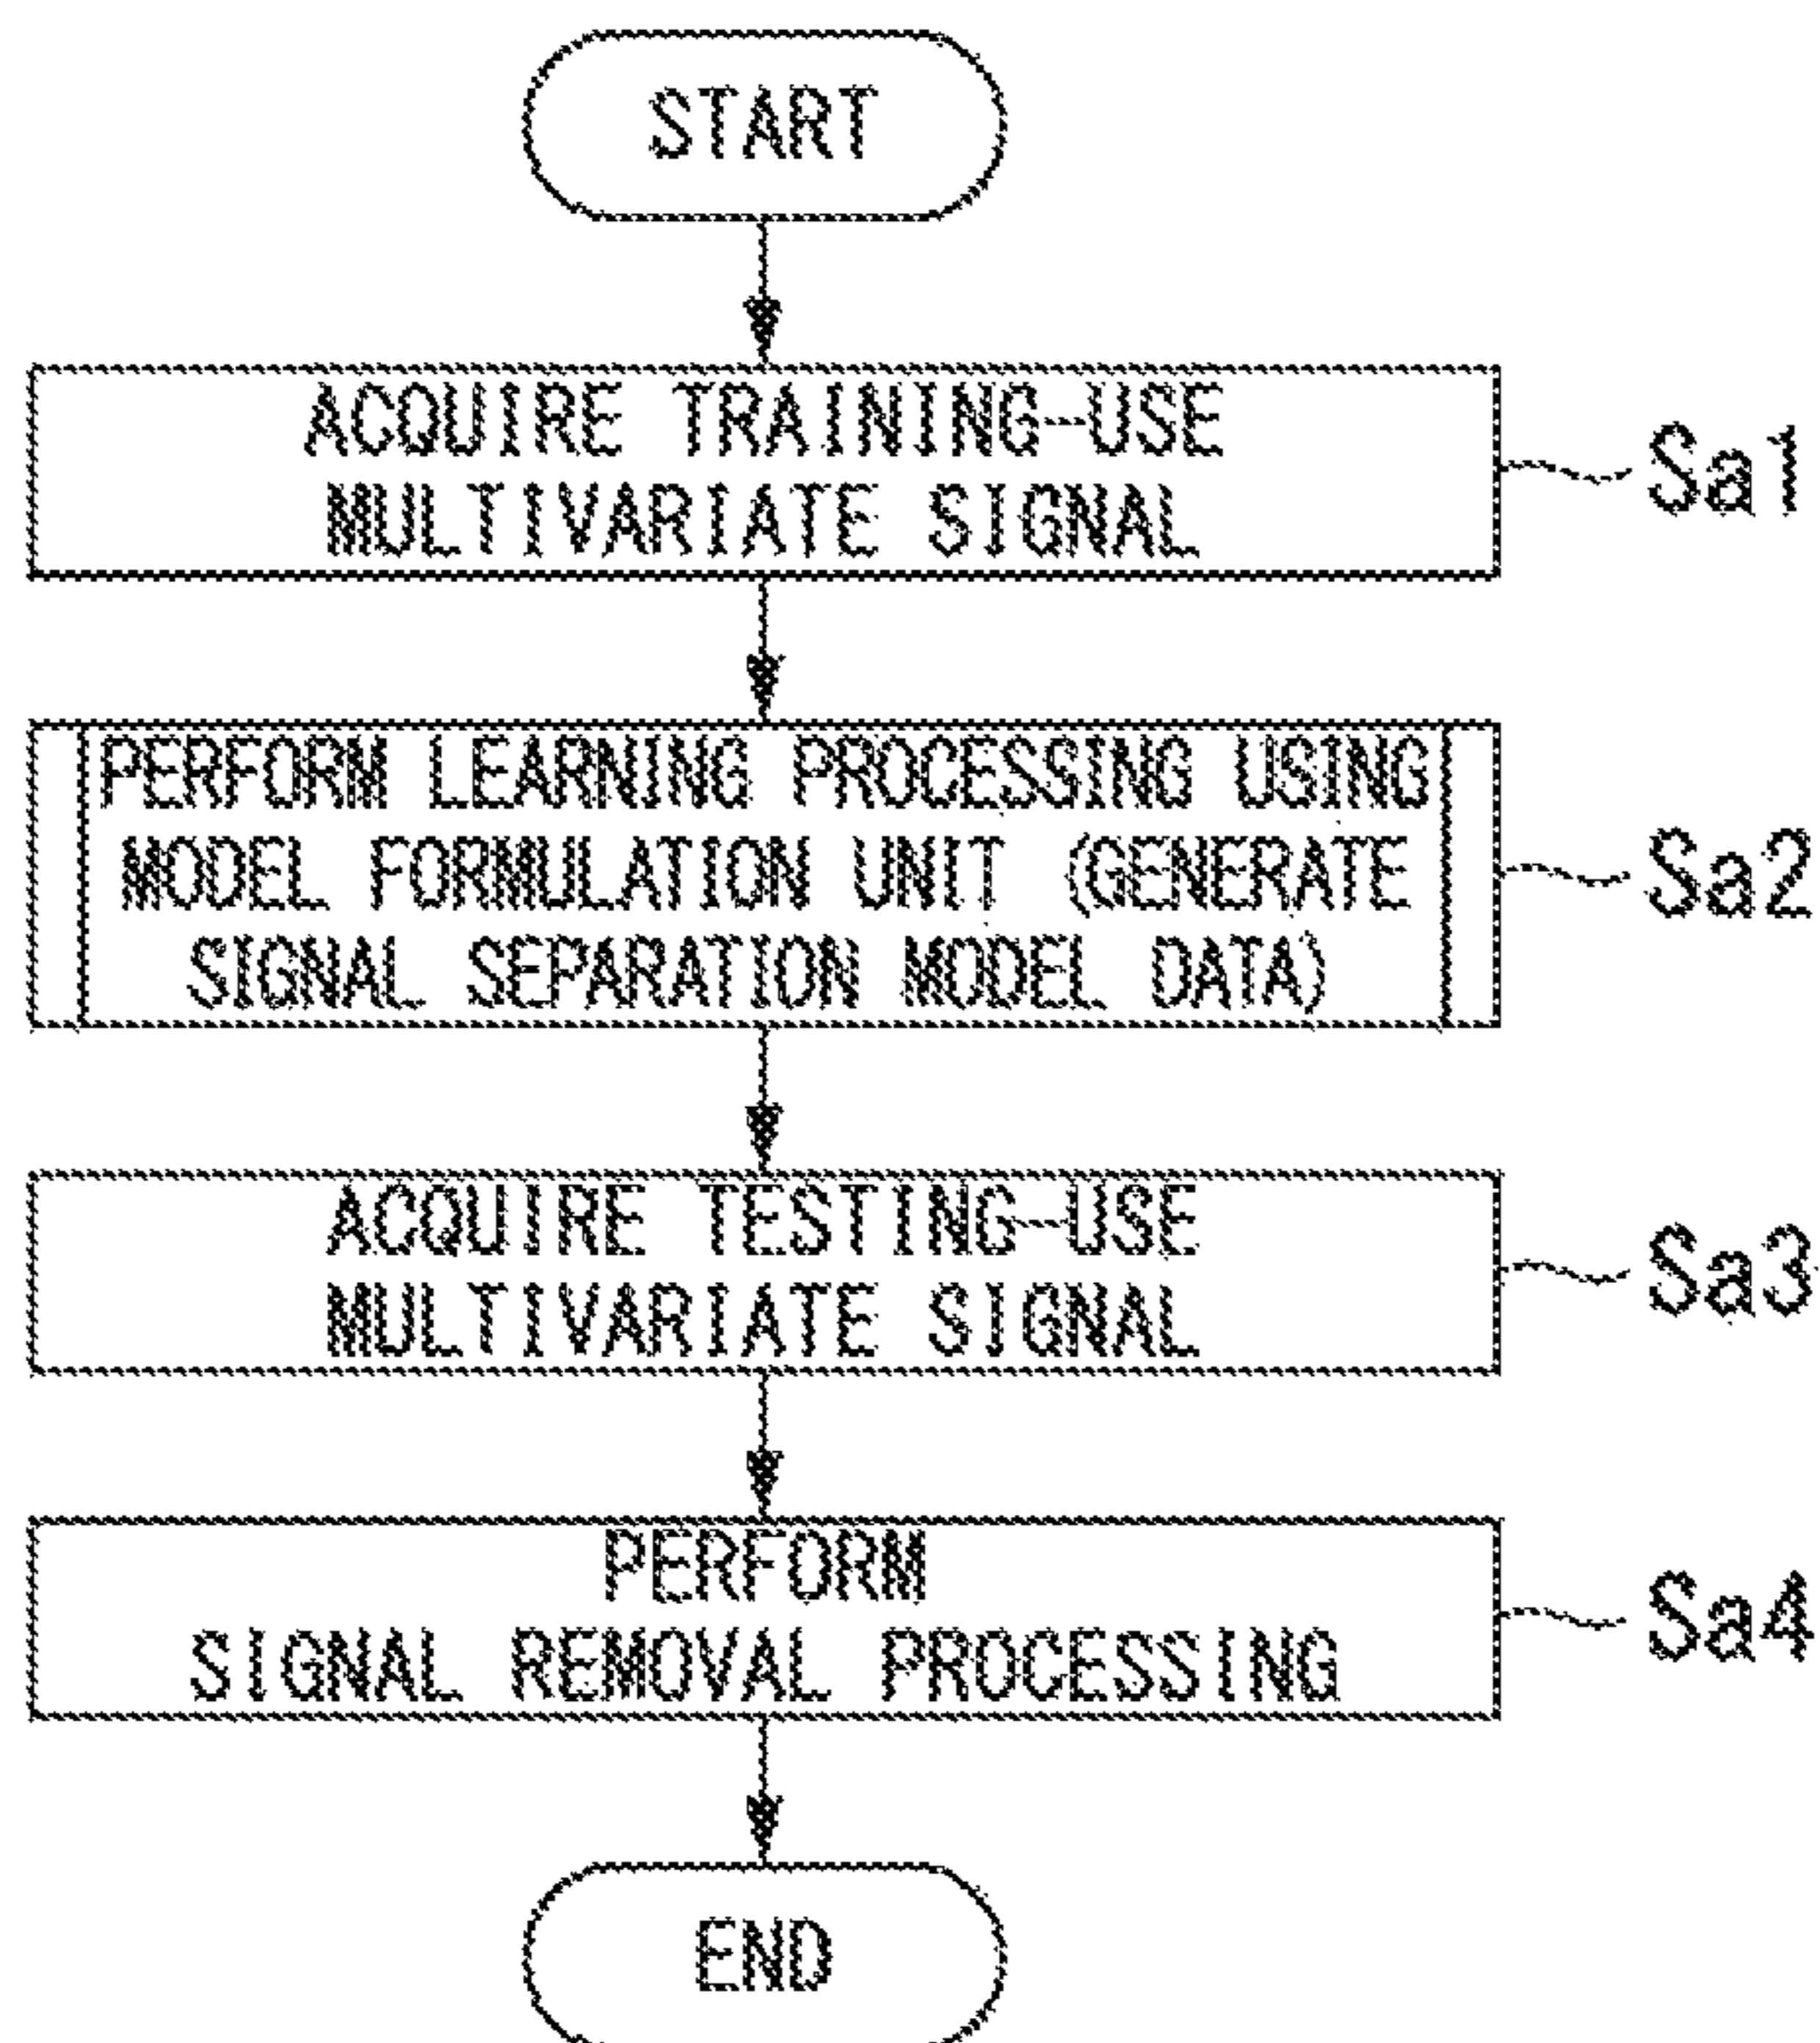 START
ACQUIRE TRAINING-USE
MULTIVARIATE SIGNAL
Sa1
PERFORM LEARNING PROCESSING USING
MODEL FORMULATION UNIT (GENERATE
SIGNAL SEPARATION MODEL DATA)
Sa2
ACQUIRE TESTING-USE
MULTIVARIATE SIGNAL
Sa3
PERFORM
SIGNAL REMOVAL PROCESSING
Sa4
END